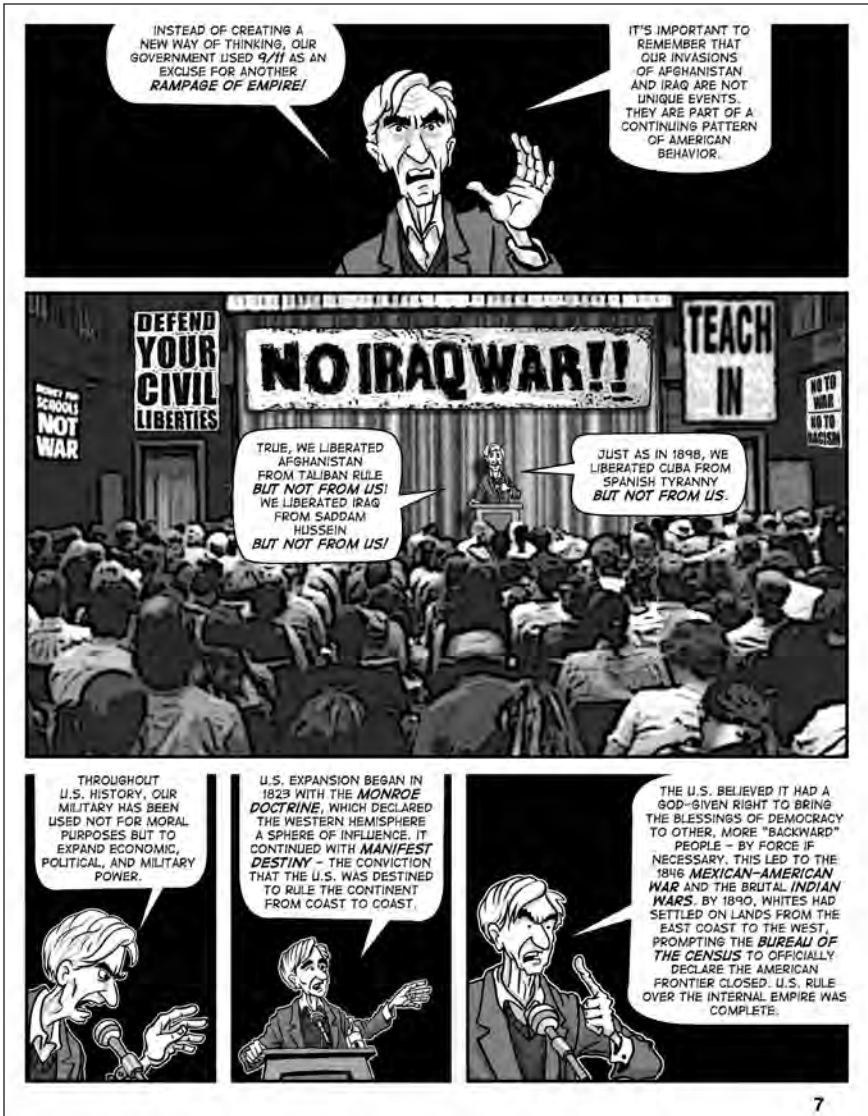 INSTEAD OF CREATING A
NEW WAY OF THINKING, OUR
GOVERNMENT USED 9/11 AS AN
EXCUSE FOR ANOTHER
RAMPAGE OF EMPIRE!
IT'S IMPORTANT TO
REMEMBER THAT
OUR INVASIONS
OF AFGHANISTAN
AND IRAQ ARE NOT
UNIQUE EVENTS.
THEY ARE PART OF A
CONTINUING PATTERN
OF AMERICAN
BEHAVIOR.
MONEY FOR
SCHOOLS
NOT
WAR
DEFEND
YOUR
CIVIL
LIBERTIES
NO IRAQ WAR!!
TEACH
IN
NO TO
WAR
NO TO
RACISM
TRUE, WE LIBERATED
AFGHANISTAN
FROM TALIBAN RULE
BUT NOT FROM US!
WE LIBERATED IRAQ
FROM SADDAM
HUSSEIN
BUT NOT FROM US!
JUST AS IN 1898, WE
LIBERATED CUBA FROM
SPANISH TYRANNY
BUT NOT FROM US.
THROUGHOUT
U.S. HISTORY, OUR
MILITARY HAS BEEN
USED NOT FOR MORAL
PURPOSES BUT TO
EXPAND ECONOMIC,
POLITICAL, AND MILITARY
POWER.
U.S. EXPANSION BEGAN IN
1823 WITH THE MONROE
DOCTRINE, WHICH DECLARED
THE WESTERN HEMISPHERE
A SPHERE OF INFLUENCE. IT
CONTINUED WITH MANIFEST
DESTINY – THE CONVICTION
THAT THE U.S. WAS DESTINED
TO RULE THE CONTINENT
FROM COAST TO COAST.
THE U.S. BELIEVED IT HAD A
GOD-GIVEN RIGHT TO BRING
THE BLESSINGS OF DEMOCRACY
TO OTHER, MORE "BACKWARD"
PEOPLE – BY FORCE IF
NECESSARY. THIS LED TO THE
1846 MEXICAN-AMERICAN
WAR AND THE BRUTAL INDIAN
WARS. BY 1890, WHITES HAD
SETTLED ON LANDS FROM THE
EAST COAST TO THE WEST,
PROMPTING THE BUREAU OF
THE CENSUS TO OFFICIALLY
DECLARE THE AMERICAN
FRONTIER CLOSED. U.S. RULE
OVER THE INTERNAL EMPIRE WAS
COMPLETE.
7